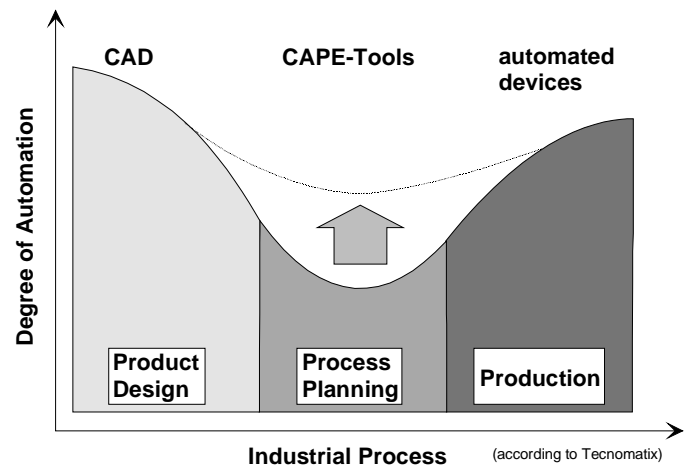 CAD
CAPE-Tools
automated
devices
Degree of Automation
Product
Design
Process
Planning
Production
Industrial Process
(according to Tecnomatix)